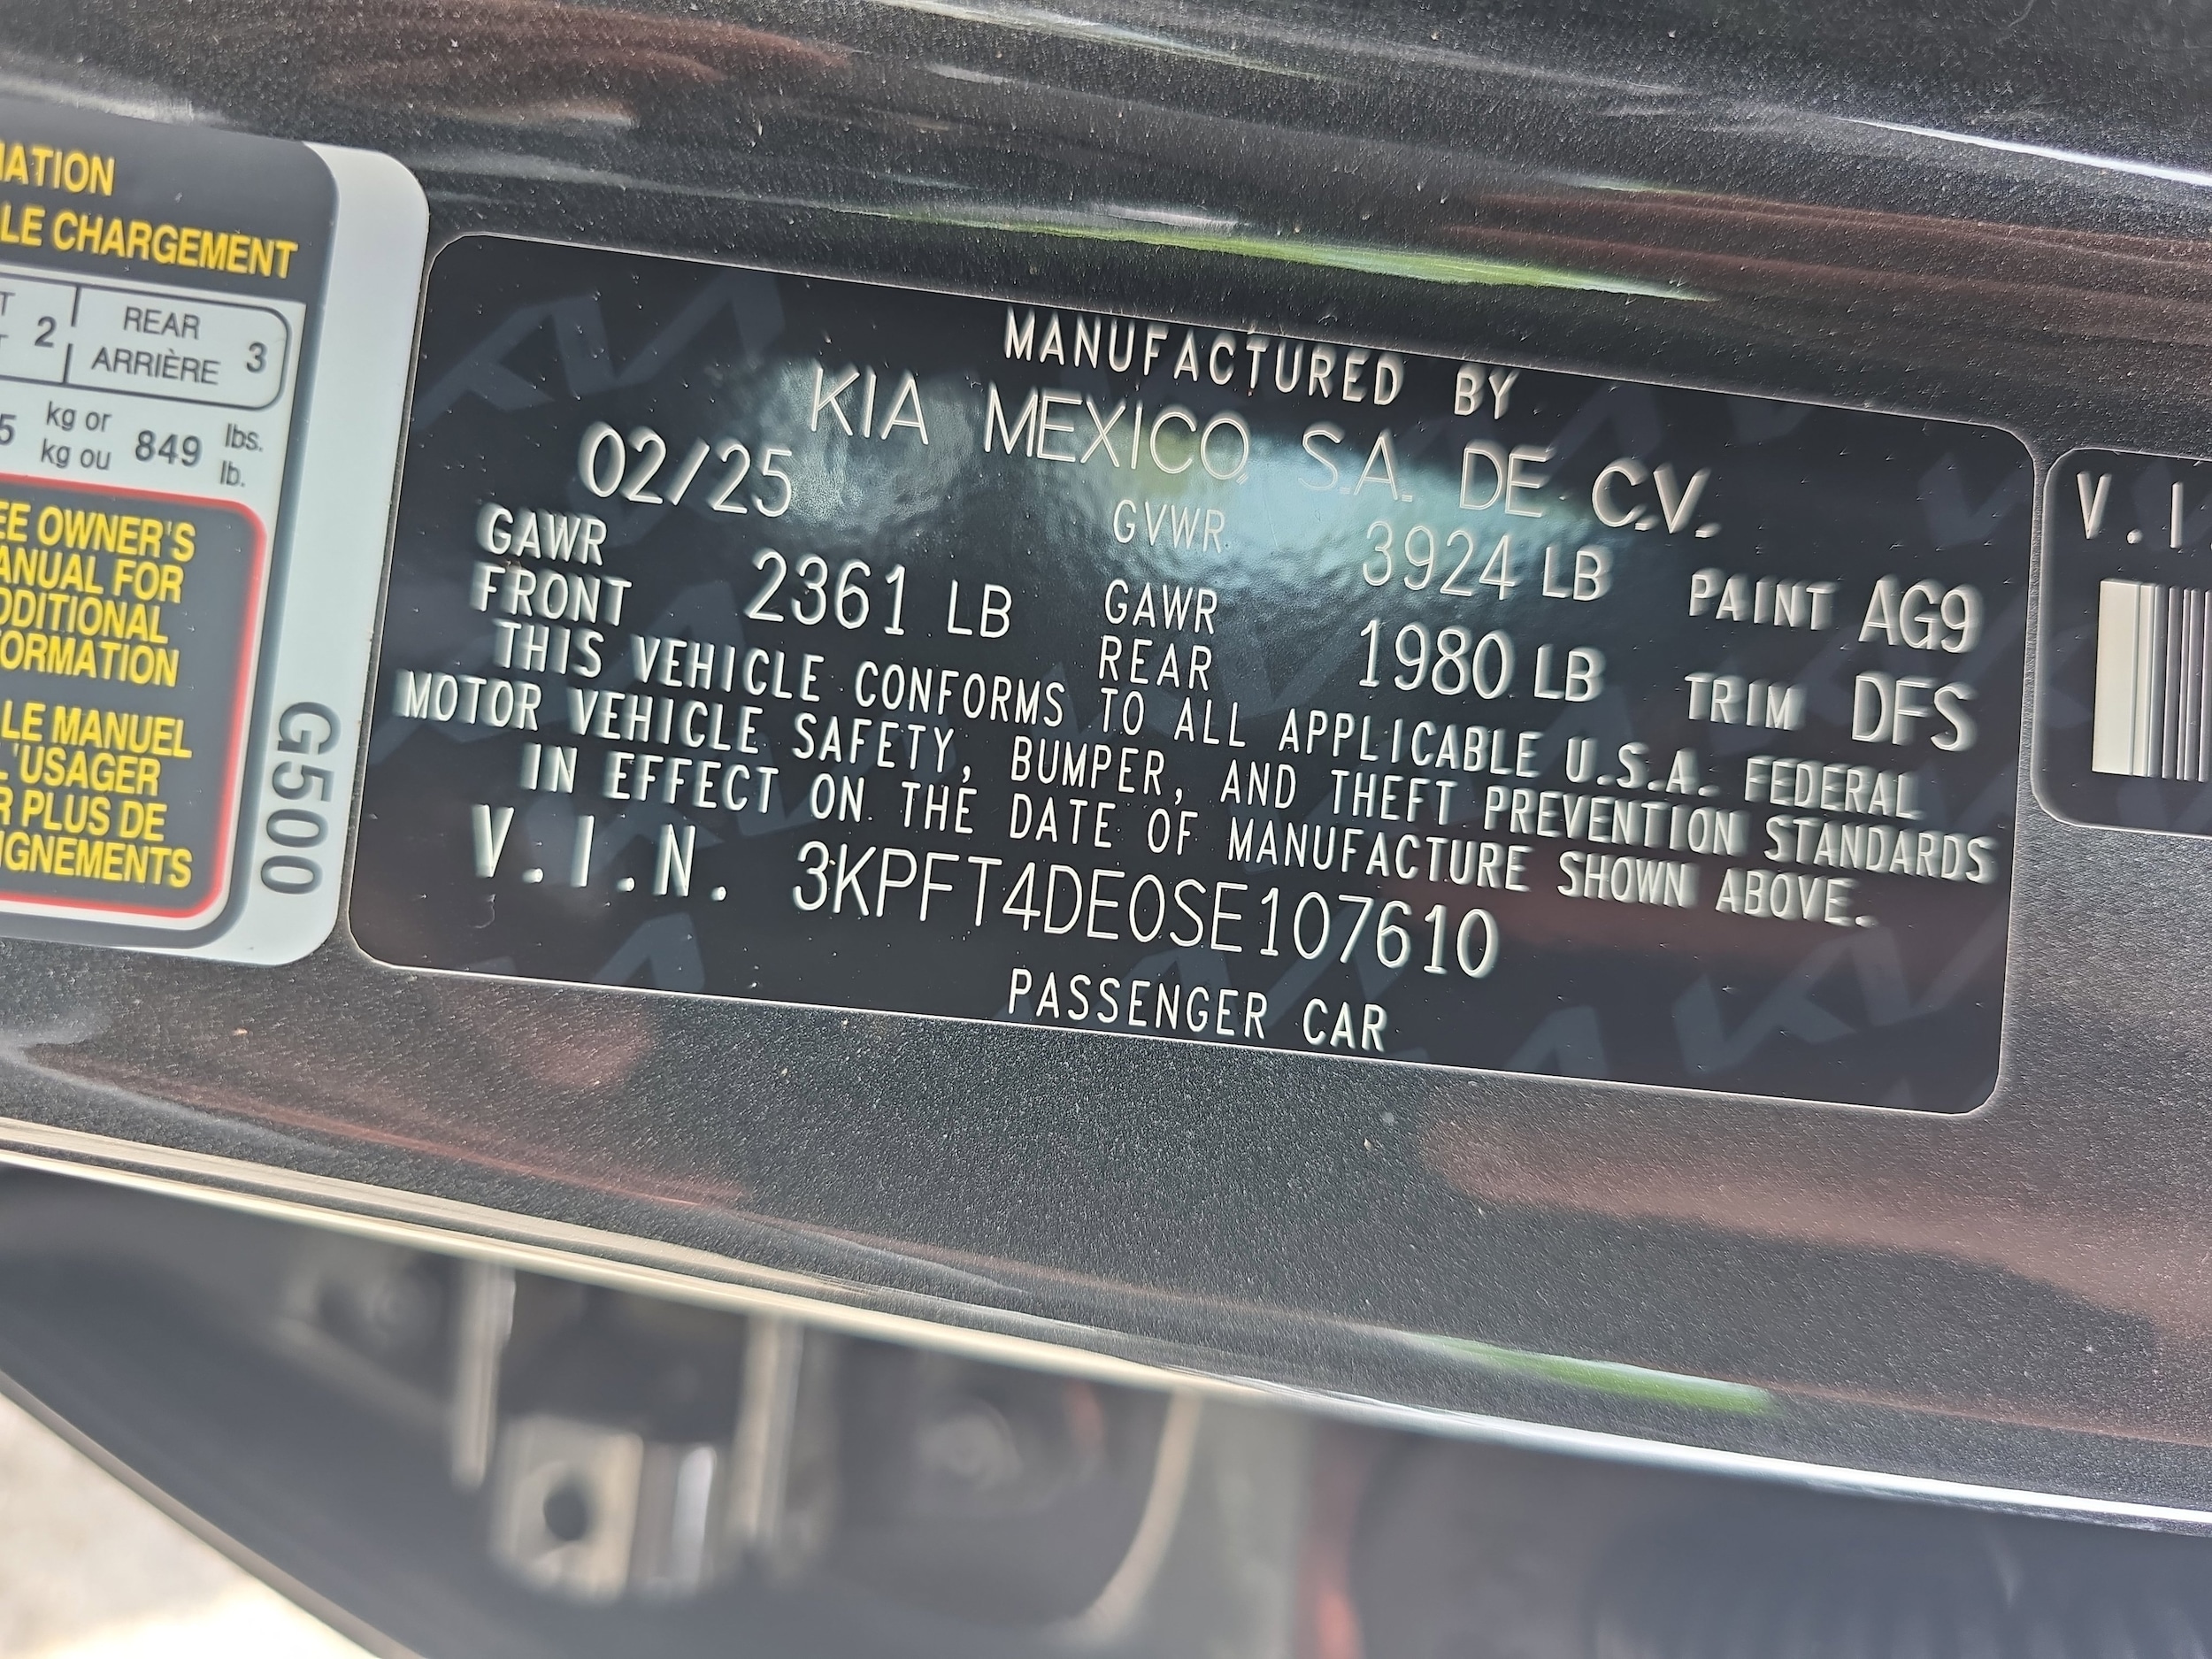 MATION
LE CHARGEMENT
2 REAR 3
ARRIÈRE
5 kg or 849 lbs.
kg ou lb.
EE OWNER'S
ANUAL FOR
DDITIONAL
FORMATION
LE MANUEL
L'USAGER
R PLUS DE
IGNEMENTS
G500
MANUFACTURED BY
KIA MEXICO, S.A. DE C.V.
02/25 GVWR 3924 LB PAINT AG9
GAWR FRONT 2361 LB GAWR REAR 1980 LB TRIM DFS
THIS VEHICLE CONFORMS TO ALL APPLICABLE U.S.A. FEDERAL
MOTOR VEHICLE SAFETY, BUMPER, AND THEFT PREVENTION STANDARDS
IN EFFECT ON THE DATE OF MANUFACTURE SHOWN ABOVE.
V.I.N. 3KPFT4DE0SE107610
PASSENGER CAR
V.I